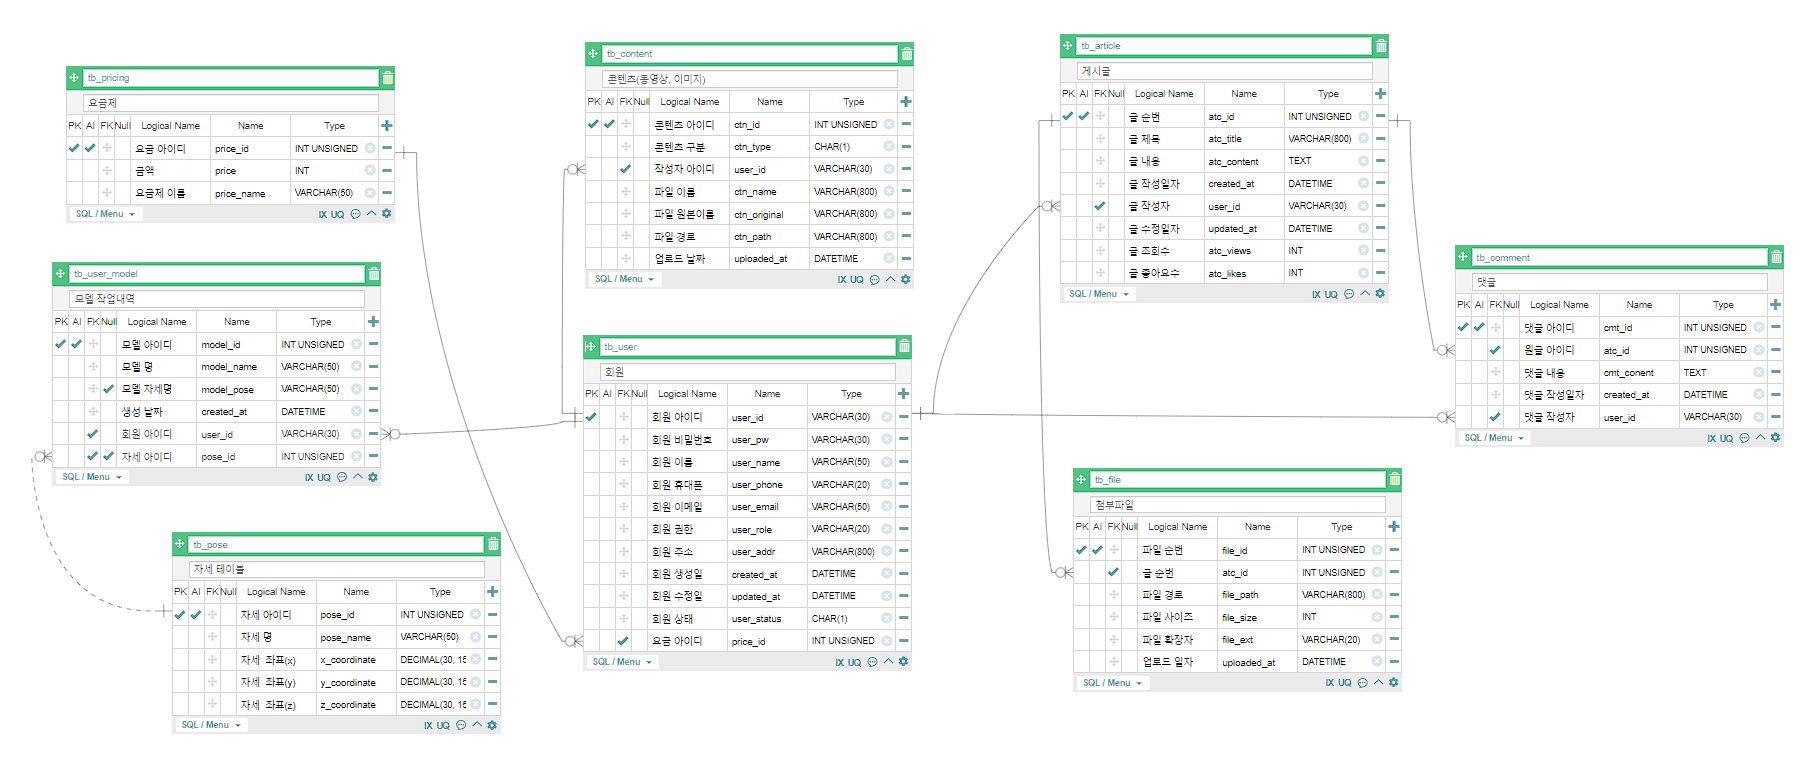 tb_pricing
요금제
PK AI FK Null Logical Name Name Type
요금 아이디 price_id INT UNSIGNED
금액 price INT
요금제 이름 price_name VARCHAR(50)
SQL / Menu IX UQ
tb_user_model
모델 작업내역
PK AI FK Null Logical Name Name Type
모델 아이디 model_id INT UNSIGNED
모델 명 model_name VARCHAR(50)
모델 자세명 model_pose VARCHAR(50)
생성 날짜 created_at DATETIME
회원 아이디 user_id VARCHAR(30)
자세 아이디 pose_id INT UNSIGNED
SQL / Menu IX UQ
tb_pose
자세 테이블
PK AI FK Null Logical Name Name Type
자세 아이디 pose_id INT UNSIGNED
자세 명 pose_name VARCHAR(50)
자세 좌표(x) x_coordinate DECIMAL(30, 15
자세 좌표(y) y_coordinate DECIMAL(30, 15
자세 좌표(z) z_coordinate DECIMAL(30, 15
SQL / Menu IX UQ
tb_content
콘텐츠(동영상, 이미지)
PK AI FK Null Logical Name Name Type
콘텐츠 아이디 ctn_id INT UNSIGNED
콘텐츠 구분 ctn_type CHAR(1)
작성자 아이디 user_id VARCHAR(30)
파일 이름 ctn_name VARCHAR(800)
파일 원본이름 ctn_original VARCHAR(800)
파일 경로 ctn_path VARCHAR(800)
업로드 날짜 uploaded_at DATETIME
SQL / Menu IX UQ
tb_user
회원
PK AI FK Null Logical Name Name Type
회원 아이디 user_id VARCHAR(30)
회원 비밀번호 user_pw VARCHAR(30)
회원 이름 user_name VARCHAR(50)
회원 휴대폰 user_phone VARCHAR(20)
회원 이메일 user_email VARCHAR(50)
회원 권한 user_role VARCHAR(20)
회원 주소 user_addr VARCHAR(800)
회원 생성일 created_at DATETIME
회원 수정일 updated_at DATETIME
회원 상태 user_status CHAR(1)
요금 아이디 price_id INT UNSIGNED
SQL / Menu IX UQ
tb_article
게시글
PK AI FK Null Logical Name Name Type
글 순번 atc_id INT UNSIGNED
글 제목 atc_title VARCHAR(800)
글 내용 atc_content TEXT
글 작성일자 created_at DATETIME
글 작성자 user_id VARCHAR(30)
글 수정일자 updated_at DATETIME
글 조회수 atc_views INT
글 좋아요수 atc_likes INT
SQL / Menu IX UQ
tb_comment
댓글
PK AI FK Null Logical Name Name Type
댓글 아이디 cmt_id INT UNSIGNED
원글 아이디 atc_id INT UNSIGNED
댓글 내용 cmt_conent TEXT
댓글 작성일자 created_at DATETIME
댓글 작성자 user_id VARCHAR(30)
SQL / Menu IX UQ
tb_file
첨부파일
PK AI FK Null Logical Name Name Type
파일 순번 file_id INT UNSIGNED
글 순번 atc_id INT UNSIGNED
파일 경로 file_path VARCHAR(800)
파일 사이즈 file_size INT
파일 확장자 file_ext VARCHAR(20)
업로드 일자 uploaded_at DATETIME
SQL / Menu IX UQ